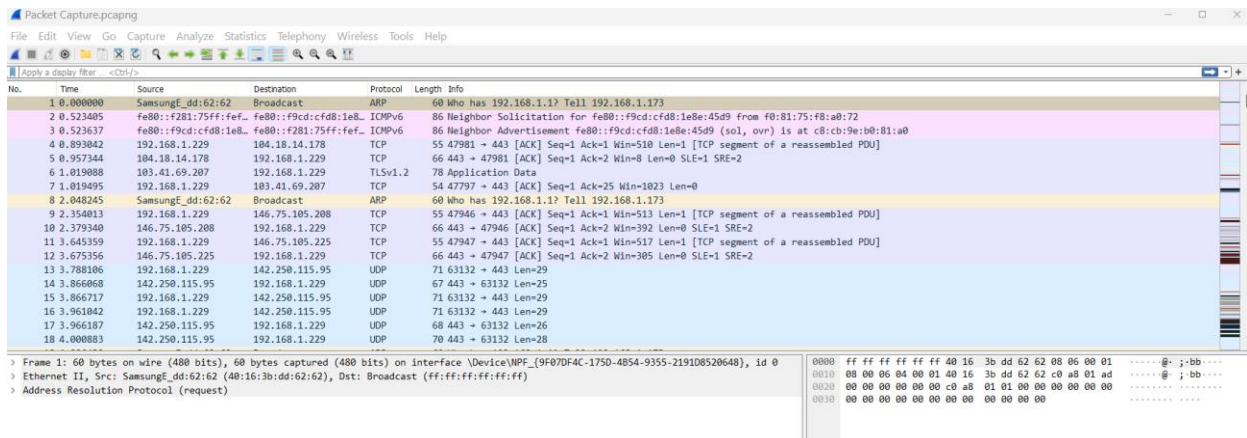 Packet Capture.pcapng
File Edit View Go Capture Analyze Statistics Telephony Wireless Tools Help
Apply a display filter ... <Ctrl-/>
No. Time Source Destination Protocol Length Info
1 0.000000 SamsungE_dd:62:62 Broadcast ARP 60 Who has 192.168.1.1? Tell 192.168.1.173
2 0.523405 fe80::f281:75ff:fef… fe80::f9cd:cfd8:1e8… ICMPv6 86 Neighbor Solicitation for fe80::f9cd:cfd8:1e8e:45d9 from f0:81:75:f8:a0:72
3 0.523637 fe80::f9cd:cfd8:1e8… fe80::f281:75ff:fef… ICMPv6 86 Neighbor Advertisement fe80::f9cd:cfd8:1e8e:45d9 (sol, ovr) is at c8:cb:9e:b0:81:a0
4 0.893042 192.168.1.229 104.18.14.178 TCP 55 47981 → 443 [ACK] Seq=1 Ack=1 Win=510 Len=1 [TCP segment of a reassembled PDU]
5 0.957344 104.18.14.178 192.168.1.229 TCP 66 443 → 47981 [ACK] Seq=1 Ack=2 Win=8 Len=0 SLE=1 SRE=2
6 1.019088 103.41.69.207 192.168.1.229 TLSv1.2 78 Application Data
7 1.019495 192.168.1.229 103.41.69.207 TCP 54 47797 → 443 [ACK] Seq=1 Ack=25 Win=1023 Len=0
8 2.048245 SamsungE_dd:62:62 Broadcast ARP 60 Who has 192.168.1.1? Tell 192.168.1.173
9 2.354013 192.168.1.229 146.75.105.208 TCP 55 47946 → 443 [ACK] Seq=1 Ack=1 Win=513 Len=1 [TCP segment of a reassembled PDU]
10 2.379340 146.75.105.208 192.168.1.229 TCP 66 443 → 47946 [ACK] Seq=1 Ack=2 Win=392 Len=0 SLE=1 SRE=2
11 3.645359 192.168.1.229 146.75.105.225 TCP 55 47947 → 443 [ACK] Seq=1 Ack=1 Win=517 Len=1 [TCP segment of a reassembled PDU]
12 3.675356 146.75.105.225 192.168.1.229 TCP 66 443 → 47947 [ACK] Seq=1 Ack=2 Win=305 Len=0 SLE=1 SRE=2
13 3.788106 192.168.1.229 142.250.115.95 UDP 71 63132 → 443 Len=29
14 3.866068 142.250.115.95 192.168.1.229 UDP 67 443 → 63132 Len=25
15 3.866717 192.168.1.229 142.250.115.95 UDP 71 63132 → 443 Len=29
16 3.961042 192.168.1.229 142.250.115.95 UDP 71 63132 → 443 Len=29
17 3.966187 142.250.115.95 192.168.1.229 UDP 68 443 → 63132 Len=26
18 4.000883 142.250.115.95 192.168.1.229 UDP 70 443 → 63132 Len=28
> Frame 1: 60 bytes on wire (480 bits), 60 bytes captured (480 bits) on interface \Device\NPF_{9F07DF4C-175D-4B54-9355-2191D8520648}, id 0
> Ethernet II, Src: SamsungE_dd:62:62 (40:16:3b:dd:62:62), Dst: Broadcast (ff:ff:ff:ff:ff:ff)
> Address Resolution Protocol (request)
0000 ff ff ff ff ff ff 40 16 3b dd 62 62 08 06 00 01 ······@· ;·bb····
0010 08 00 06 04 00 01 40 16 3b dd 62 62 c0 a8 01 ad ······@· ;·bb····
0020 00 00 00 00 00 00 c0 a8 01 01 00 00 00 00 00 00 ········ ········
0030 00 00 00 00 00 00 00 00 00 00 00 00 ········ ····